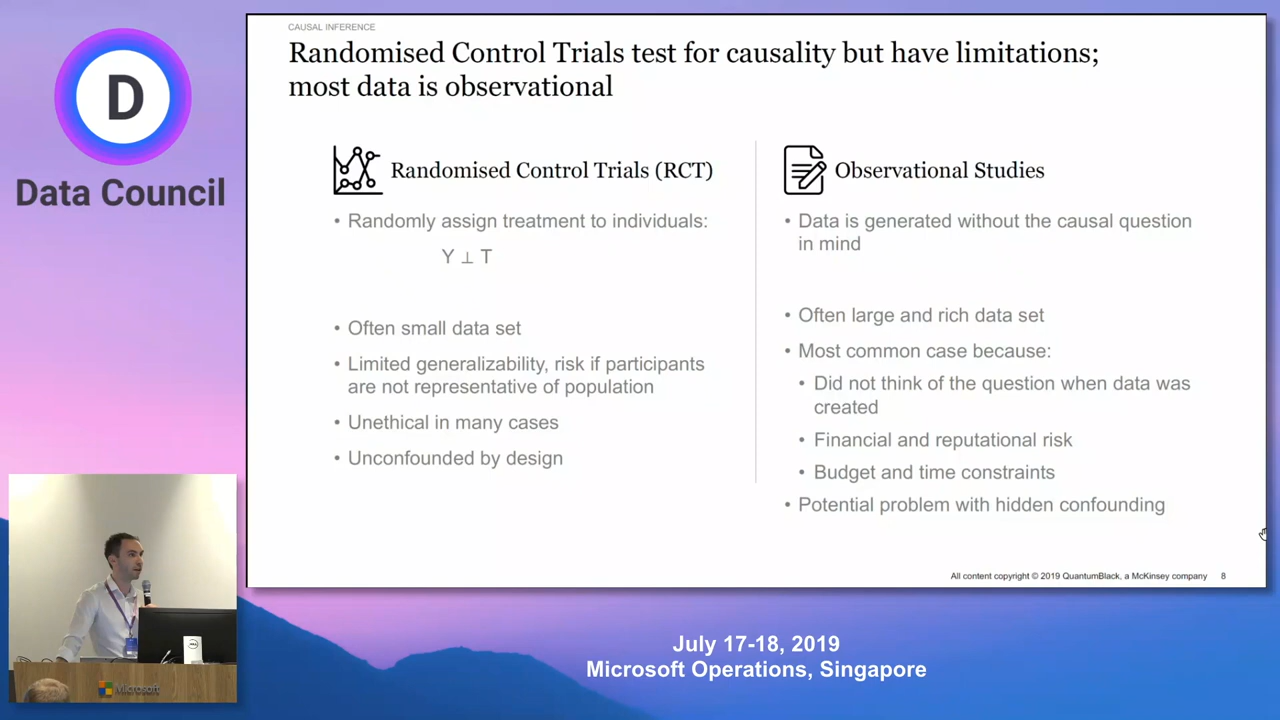 D
Data Council
CAUSAL INFERENCE
Randomised Control Trials test for causality but have limitations;
most data is observational
Randomised Control Trials (RCT)
• Randomly assign treatment to individuals:
Y ⊥ T
• Often small data set
• Limited generalizability, risk if participants
are not representative of population
• Unethical in many cases
• Unconfounded by design
Observational Studies
• Data is generated without the causal question
in mind
• Often large and rich data set
• Most common case because:
• Did not think of the question when data was
created
• Financial and reputational risk
• Budget and time constraints
• Potential problem with hidden confounding
All content copyright © 2019 QuantumBlack, a McKinsey company 8
Microsoft
July 17-18, 2019
Microsoft Operations, Singapore